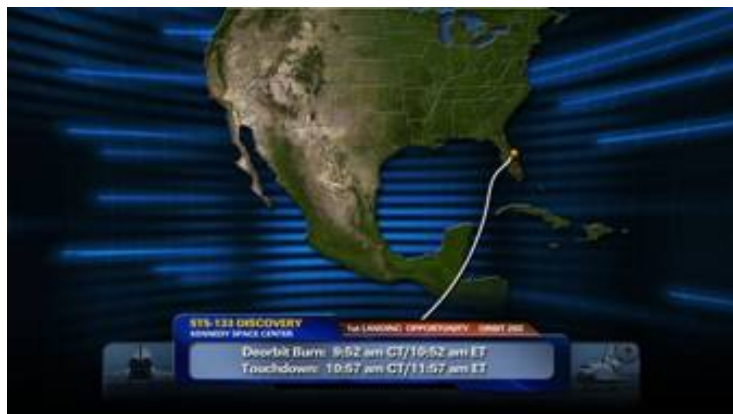 STS-133 DISCOVERY
KENNEDY SPACE CENTER
1st LANDING OPPORTUNITY ORBIT 202
Deorbit Burn: 9:52 am CT/10:52 am ET
Touchdown: 10:57 am CT/11:57 am ET